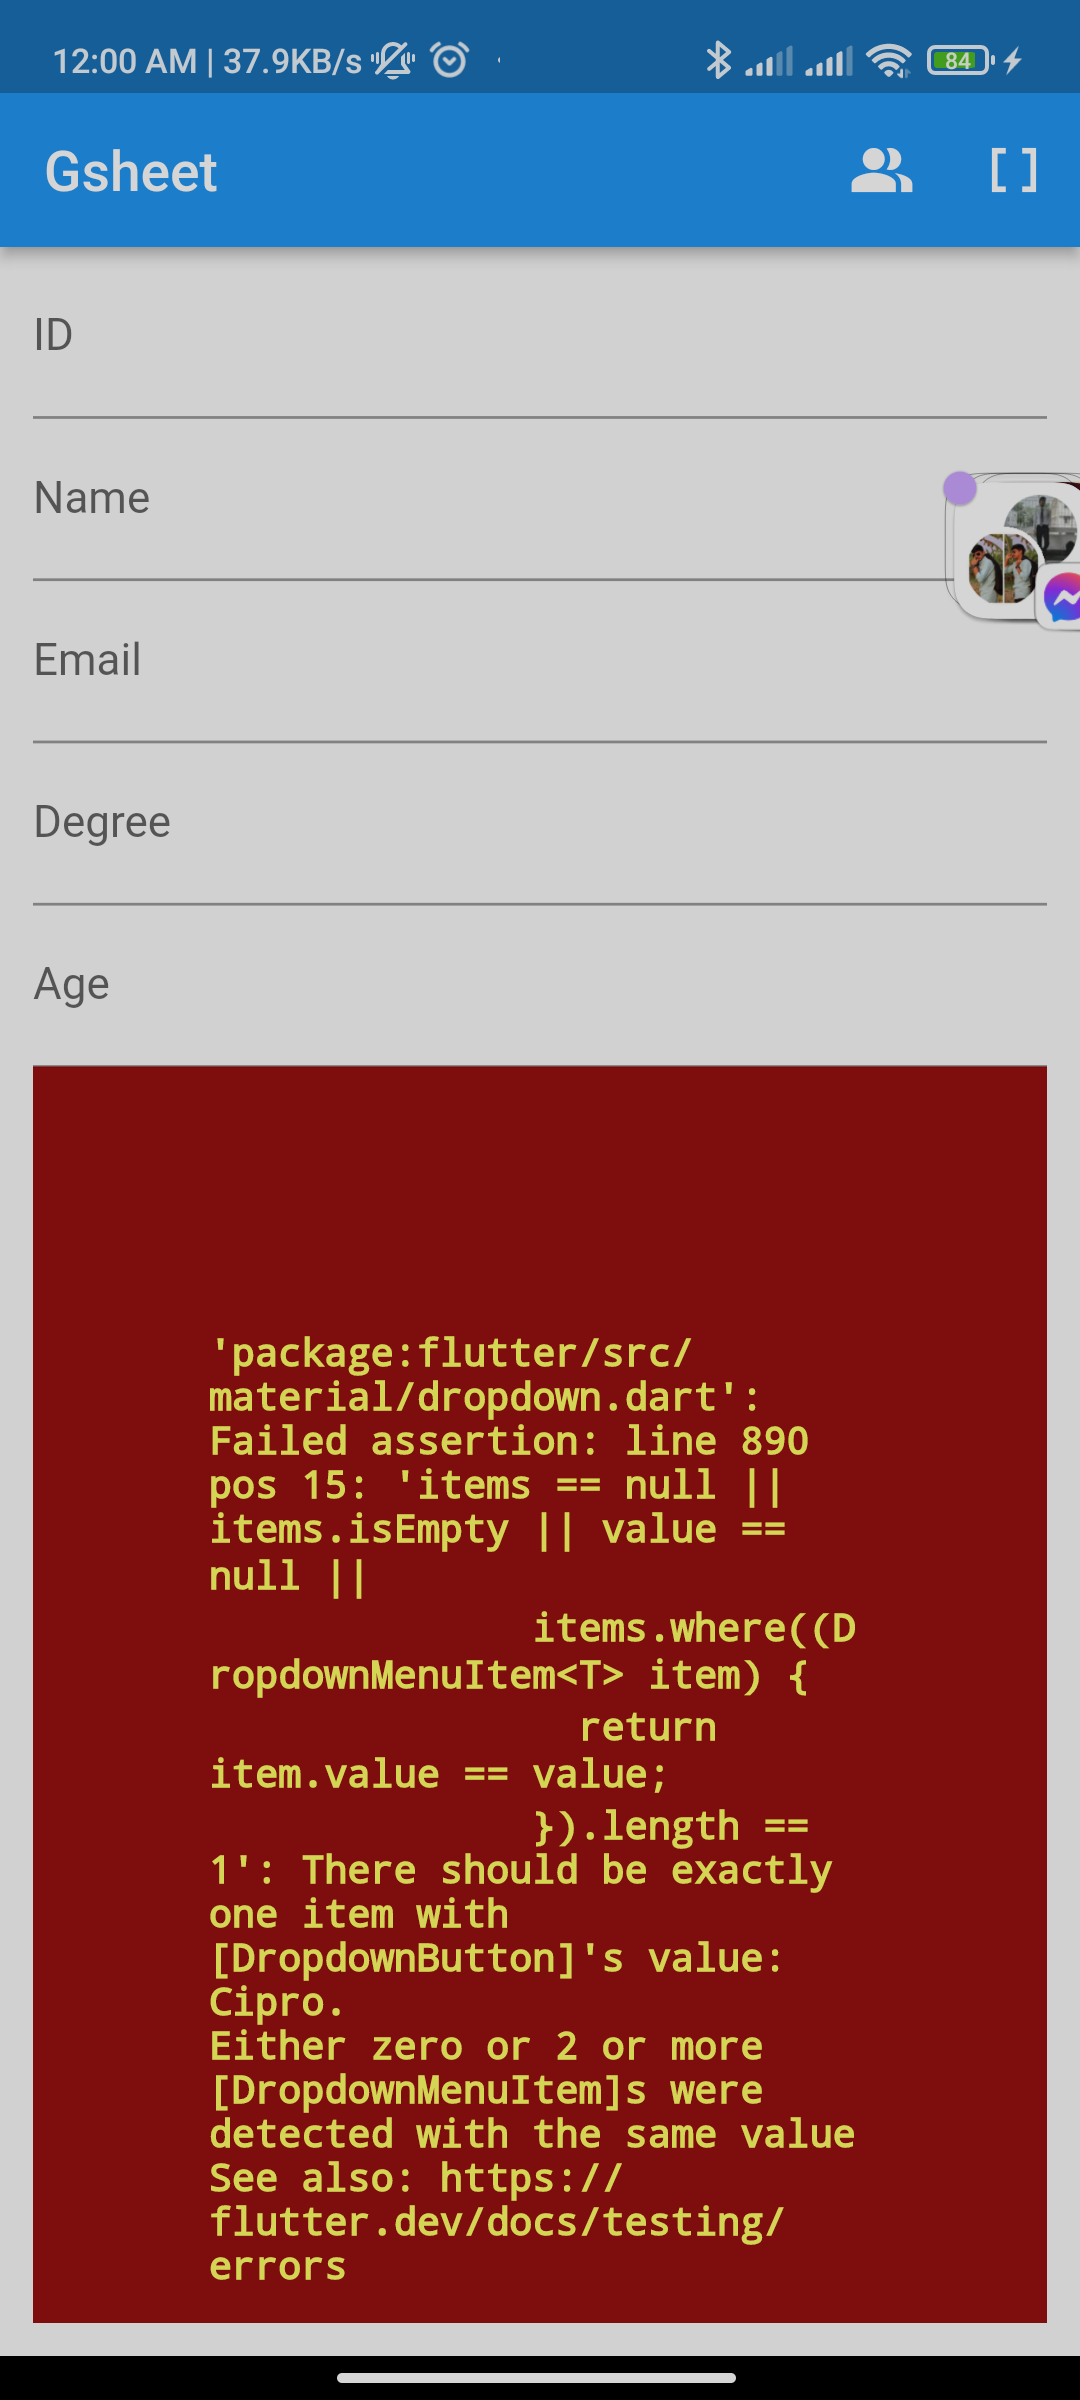 12:00 AM | 37.9KB/s
84
Gsheet
ID
Name
Email
Degree
Age
'package:flutter/src/
material/dropdown.dart':
Failed assertion: line 890
pos 15: 'items == null ||
items.isEmpty || value ==
null ||
items.where((D
ropdownMenuItem<T> item) {
return
item.value == value;
}).length ==
1': There should be exactly
one item with
[DropdownButton]'s value:
Cipro.
Either zero or 2 or more
[DropdownMenuItem]s were
detected with the same value
See also: https://
flutter.dev/docs/testing/
errors